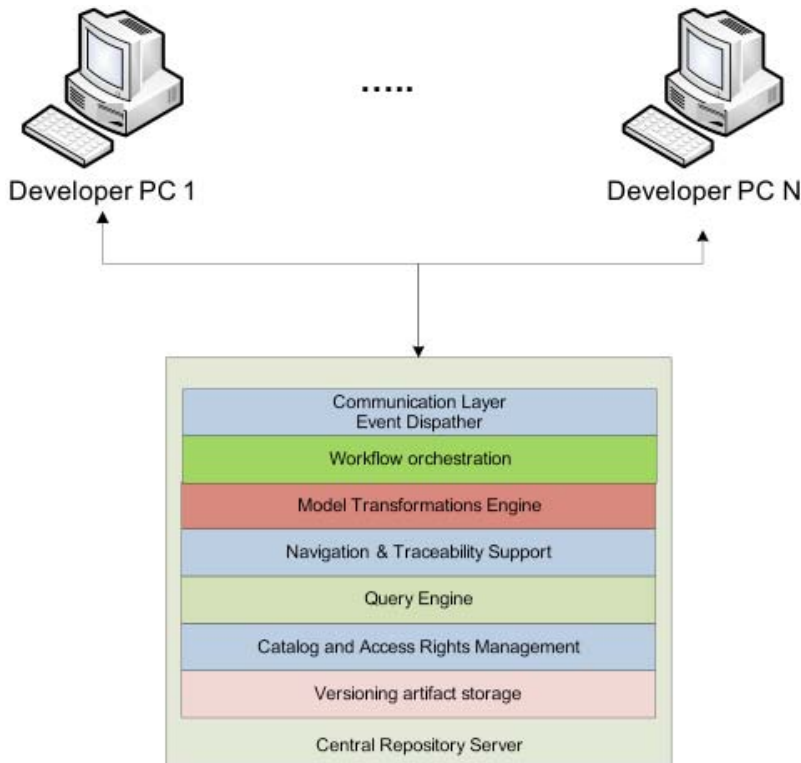 .....
Developer PC 1
Developer PC N
Communication Layer
Event Dispather
Workflow orchestration
Model Transformations Engine
Navigation & Traceability Support
Query Engine
Catalog and Access Rights Management
Versioning artifact storage
Central Repository Server